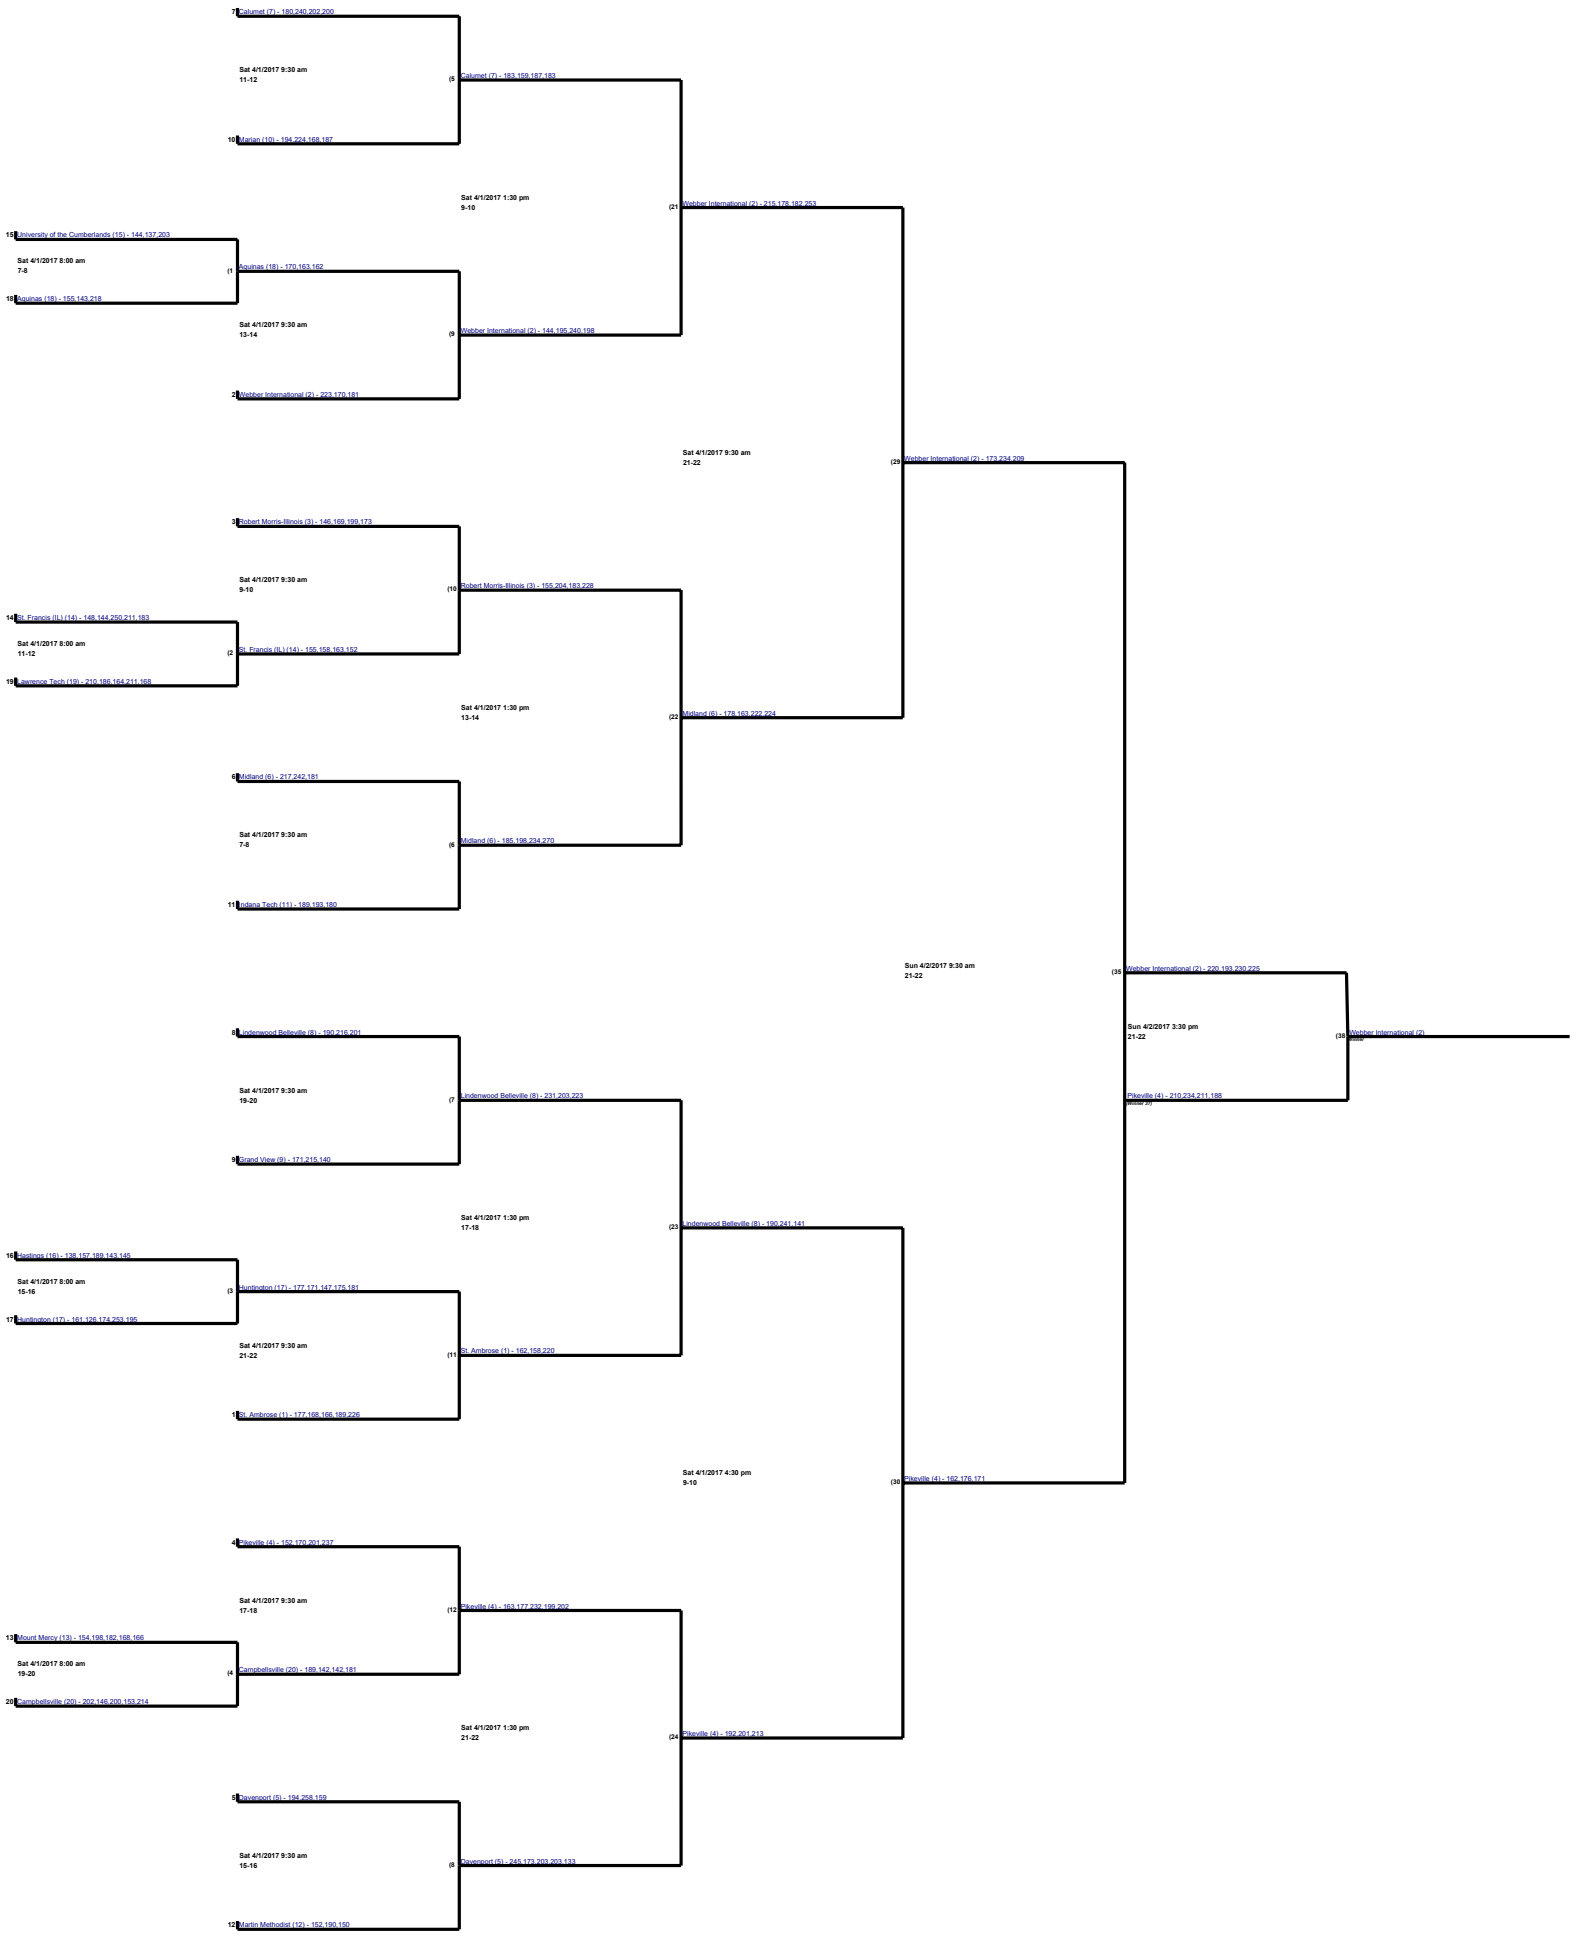 7 Calumet (7) - 180,240,202,200
Sat 4/1/2017 9:30 am
11-12
(5 Calumet (7) - 183,159,187,183
10 Marian (10) - 194,224,168,187
Sat 4/1/2017 1:30 pm
9-10
(21 Webber International (2) - 215,178,182,253
15 University of the Cumberlands (15) - 144,137,203
Sat 4/1/2017 8:00 am
7-8
(1 Aquinas (18) - 170,163,162
18 Aquinas (18) - 155,143,218
Sat 4/1/2017 9:30 am
13-14
(9 Webber International (2) - 144,195,240,198
2 Webber International (2) - 223,170,181
Sat 4/1/2017 9:30 am
21-22
(29 Webber International (2) - 173,234,209
3 Robert Morris-Illinois (3) - 146,169,199,173
Sat 4/1/2017 9:30 am
9-10
(10 Robert Morris-Illinois (3) - 155,204,183,228
14 St. Francis (IL) (14) - 148,144,250,211,183
Sat 4/1/2017 8:00 am
11-12
(2 St. Francis (IL) (14) - 155,158,163,152
19 Lawrence Tech (19) - 210,186,164,211,168
Sat 4/1/2017 1:30 pm
13-14
(22 Midland (6) - 178,163,222,224
6 Midland (6) - 217,242,181
Sat 4/1/2017 9:30 am
7-8
(6 Midland (6) - 185,198,234,270
11 Indana Tech (11) - 189,193,180
Sun 4/2/2017 9:30 am
21-22
(35 Webber International (2) - 220,193,230,225
Sun 4/2/2017 3:30 pm
21-22
(38 Webber International (2)
Winner
Pikeville (4) - 210,234,211,188
(Winner 37)
8 Lindenwood Belleville (8) - 190,216,201
Sat 4/1/2017 9:30 am
19-20
(7 Lindenwood Belleville (8) - 231,203,223
9 Grand View (9) - 171,215,140
Sat 4/1/2017 1:30 pm
17-18
(23 Lindenwood Belleville (8) - 190,241,141
16 Hastings (16) - 138,157,189,143,145
Sat 4/1/2017 8:00 am
15-16
(3 Huntington (17) - 177,171,147,175,181
17 Huntington (17) - 161,126,174,253,195
Sat 4/1/2017 9:30 am
21-22
(11 St. Ambrose (1) - 162,158,220
1 St. Ambrose (1) - 177,168,166,189,226
Sat 4/1/2017 4:30 pm
9-10
(30 Pikeville (4) - 162,176,171
4 Pikeville (4) - 152,170,201,237
Sat 4/1/2017 9:30 am
17-18
(12 Pikeville (4) - 163,177,232,199,202
13 Mount Mercy (13) - 154,198,182,168,166
Sat 4/1/2017 8:00 am
19-20
(4 Campbellsville (20) - 189,142,142,181
20 Campbellsville (20) - 202,146,200,153,214
Sat 4/1/2017 1:30 pm
21-22
(24 Pikeville (4) - 192,201,213
5 Davenport (5) - 194,258,159
Sat 4/1/2017 9:30 am
15-16
(8 Davenport (5) - 245,173,203,203,133
12 Martin Methodist (12) - 152,190,150